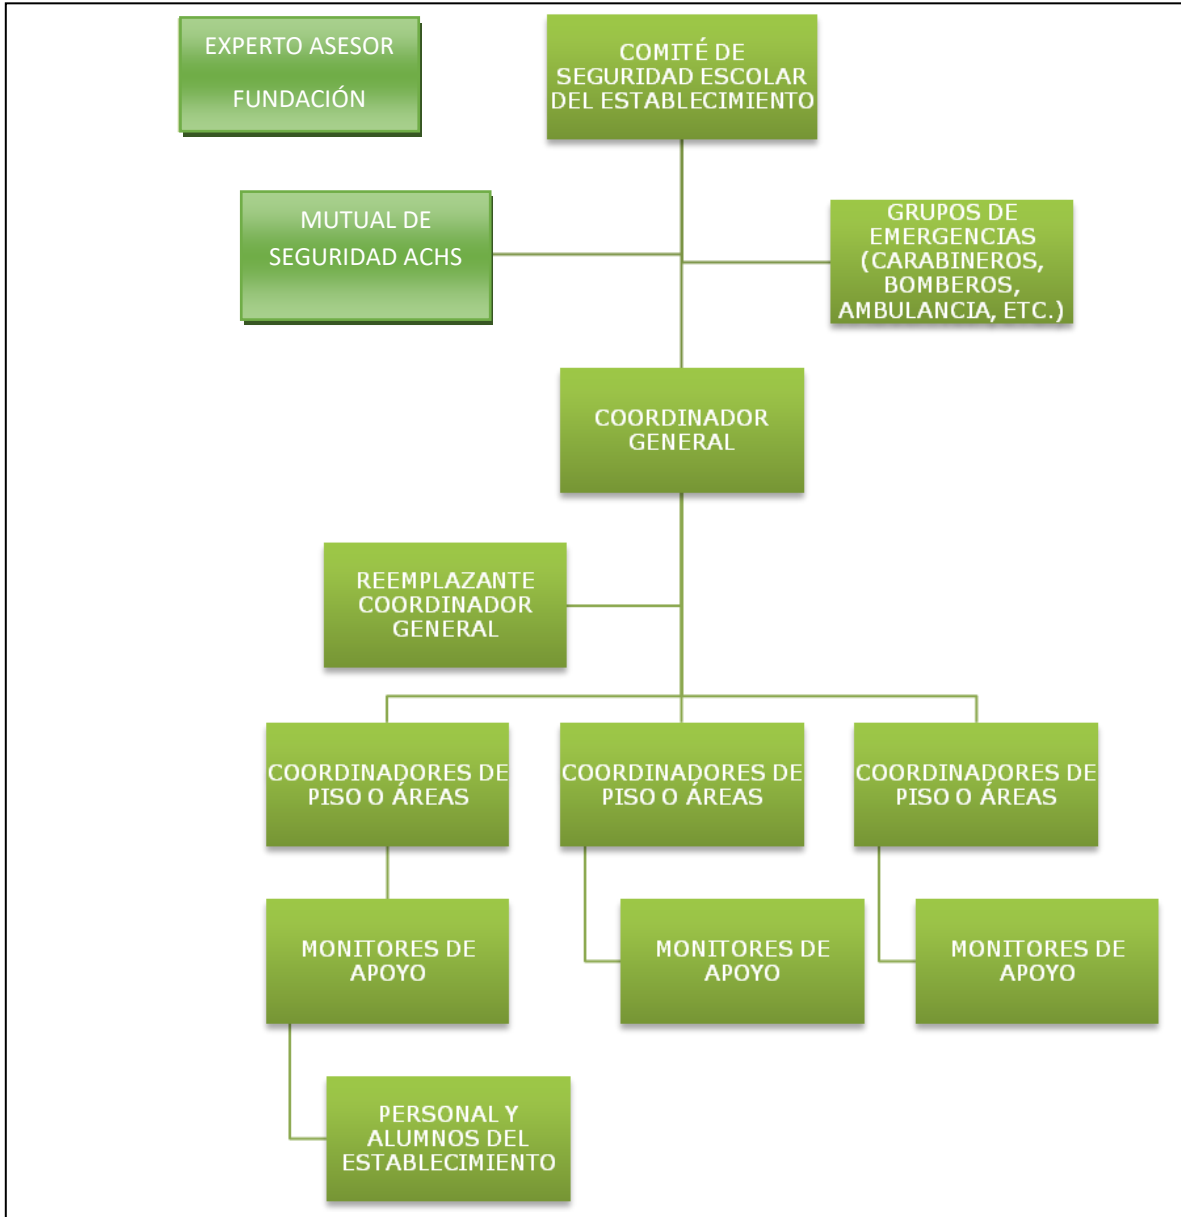 EXPERTO ASESOR
FUNDACIÓN
COMITÉ DE
SEGURIDAD ESCOLAR
DEL ESTABLECIMIENTO
MUTUAL DE
SEGURIDAD ACHS
GRUPOS DE
EMERGENCIAS
(CARABINEROS,
BOMBEROS,
AMBULANCIA, ETC.)
COORDINADOR
GENERAL
REEMPLAZANTE
COORDINADOR
GENERAL
COORDINADORES DE
PISO O ÁREAS
COORDINADORES DE
PISO O ÁREAS
COORDINADORES DE
PISO O ÁREAS
MONITORES DE
APOYO
MONITORES DE
APOYO
MONITORES DE
APOYO
PERSONAL Y
ALUMNOS DEL
ESTABLECIMIENTO